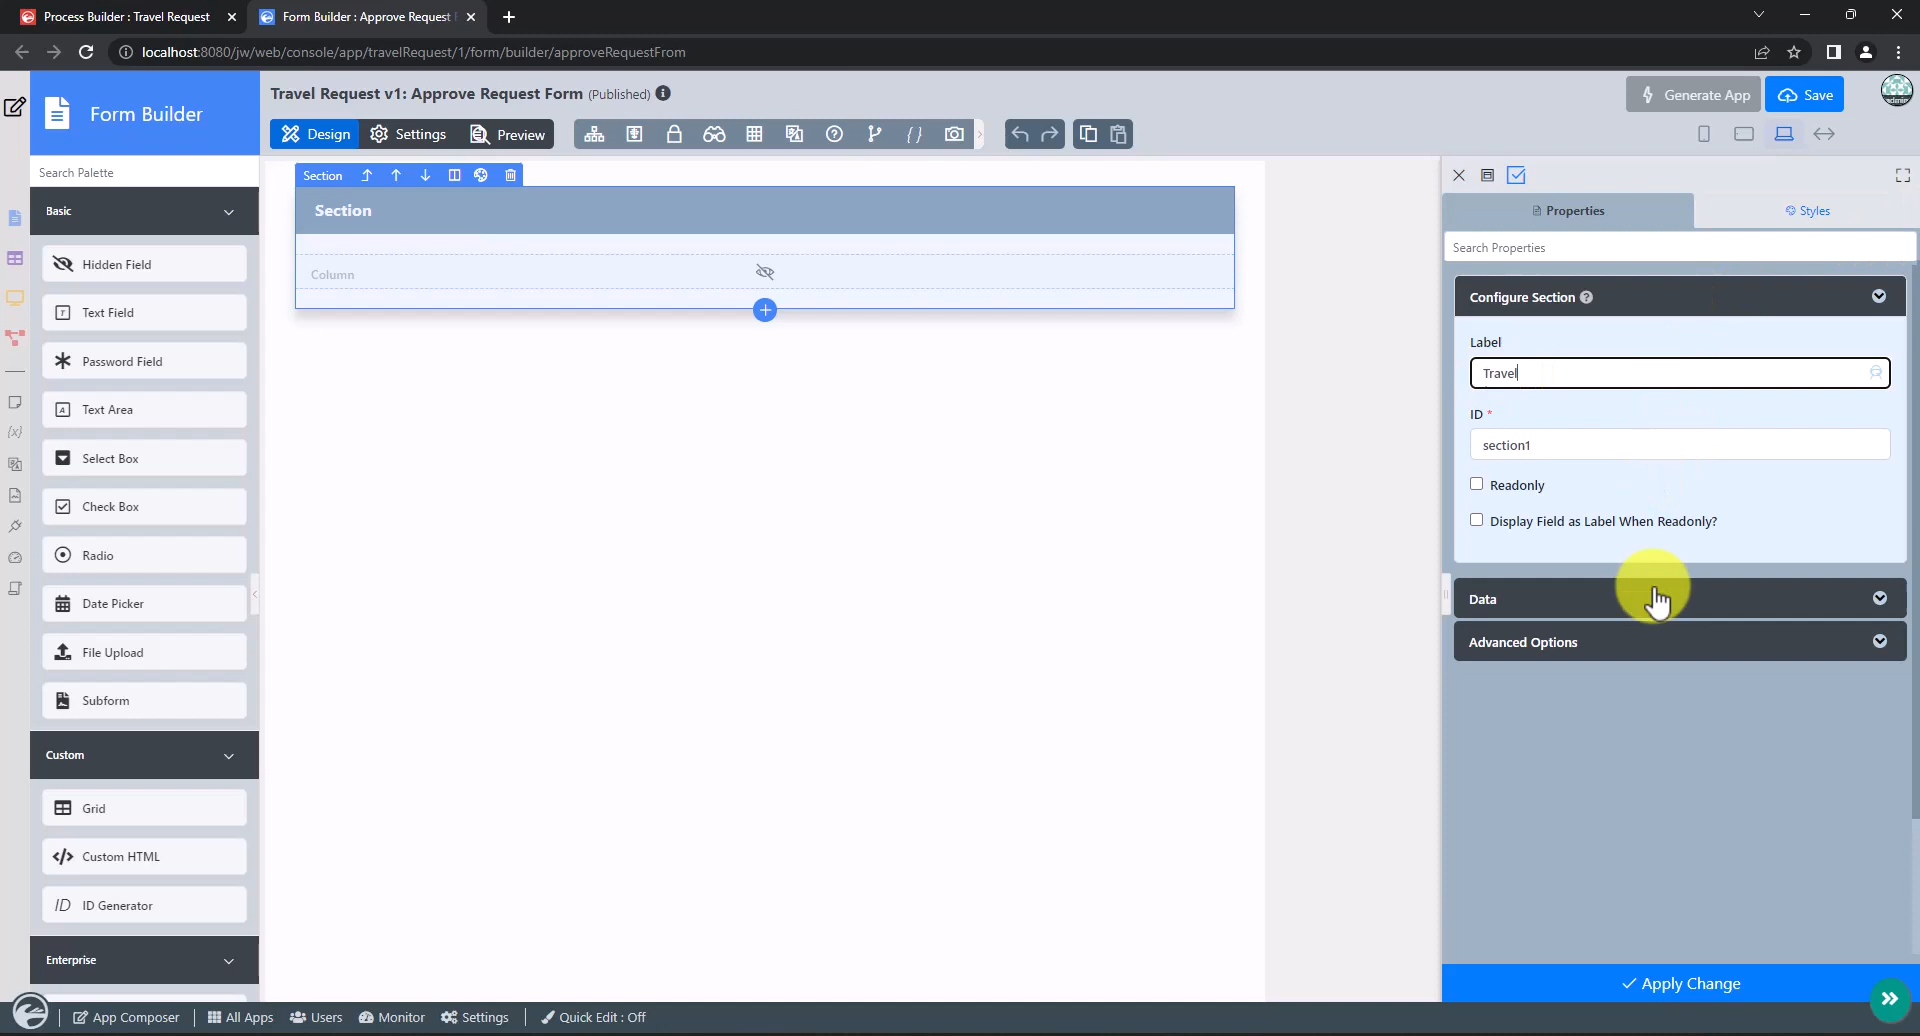 Process Builder : Travel Request
Form Builder : Approve Request
localhost:8080/jw/web/console/app/travelRequest/1/form/builder/approveRequestFrom
Form Builder
Travel Request v1: Approve Request Form (Published)
Generate App
Save
Design
Settings
Preview
Search Palette
Basic
Hidden Field
Text Field
Password Field
Text Area
Select Box
Check Box
Radio
Date Picker
File Upload
Subform
Custom
Grid
Custom HTML
ID Generator
Enterprise
Section
Section
Column
Properties
Styles
Search Properties
Configure Section
Label
Travel
ID *
section1
Readonly
Display Field as Label When Readonly?
Data
Advanced Options
Apply Change
App Composer
All Apps
Users
Monitor
Settings
Quick Edit : Off